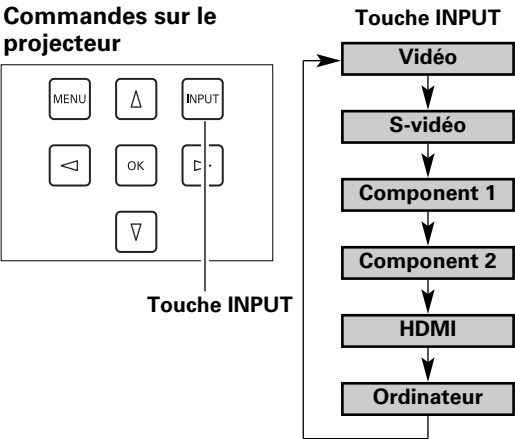 Commandes sur le
projecteur
MENU
INPUT
OK
Touche INPUT
Touche INPUT
Vidéo
S-vidéo
Component 1
Component 2
HDMI
Ordinateur